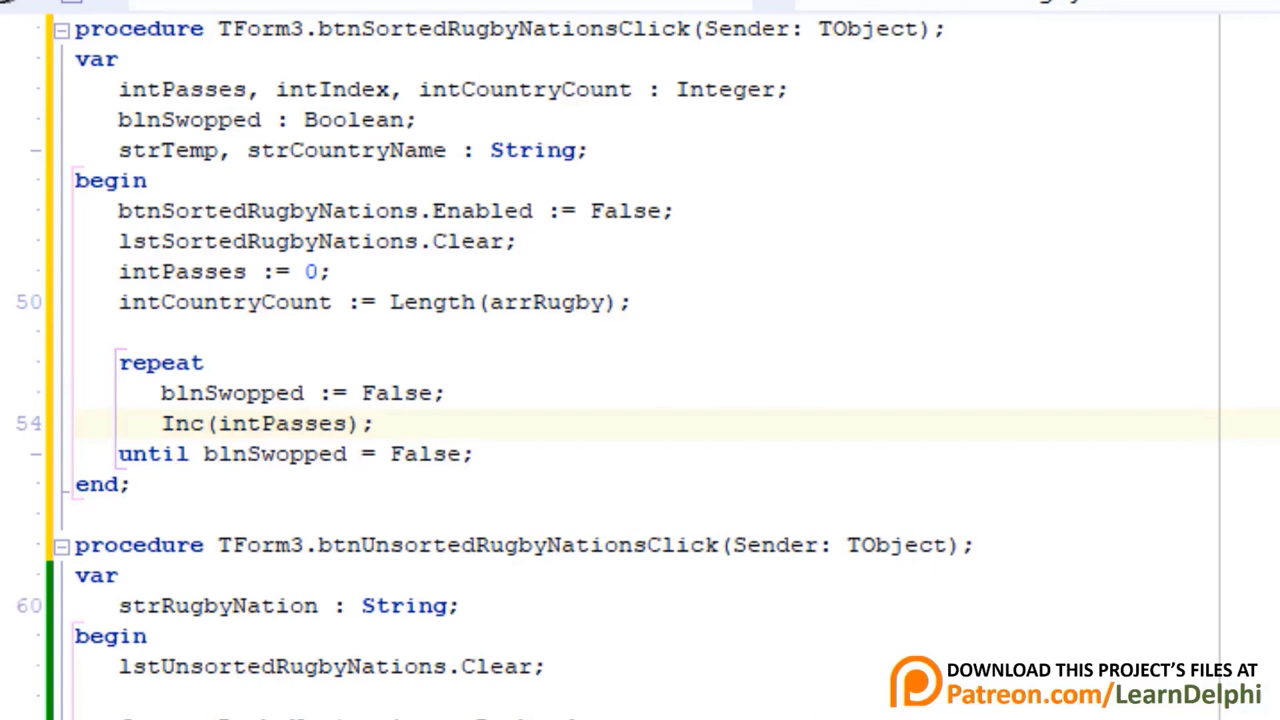 procedure TForm3.btnSortedRugbyNationsClick(Sender: TObject);
var
intPasses, intIndex, intCountryCount : Integer;
blnSwopped : Boolean;
strTemp, strCountryName : String;
begin
btnSortedRugbyNations.Enabled := False;
lstSortedRugbyNations.Clear;
intPasses := 0;
50 intCountryCount := Length(arrRugby);
repeat
blnSwopped := False;
54 Inc(intPasses);
until blnSwopped = False;
end;
procedure TForm3.btnUnsortedRugbyNationsClick(Sender: TObject);
var
60 strRugbyNation : String;
begin
lstUnsortedRugbyNations.Clear;
DOWNLOAD THIS PROJECT'S FILES AT
Patreon.com/LearnDelphi